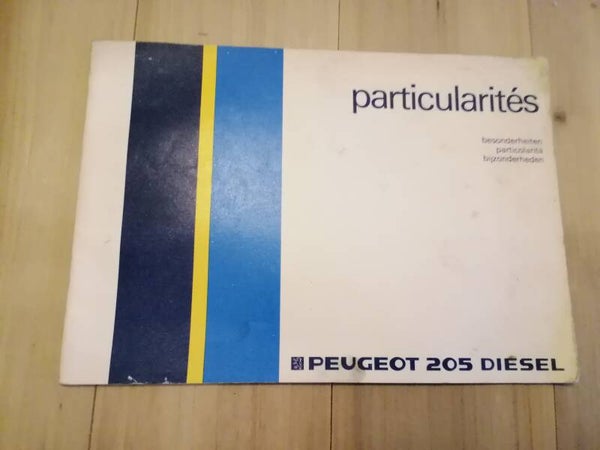 particularités
besonderheiten
particolarità
bijzonderheden
PEUGEOT 205 DIESEL